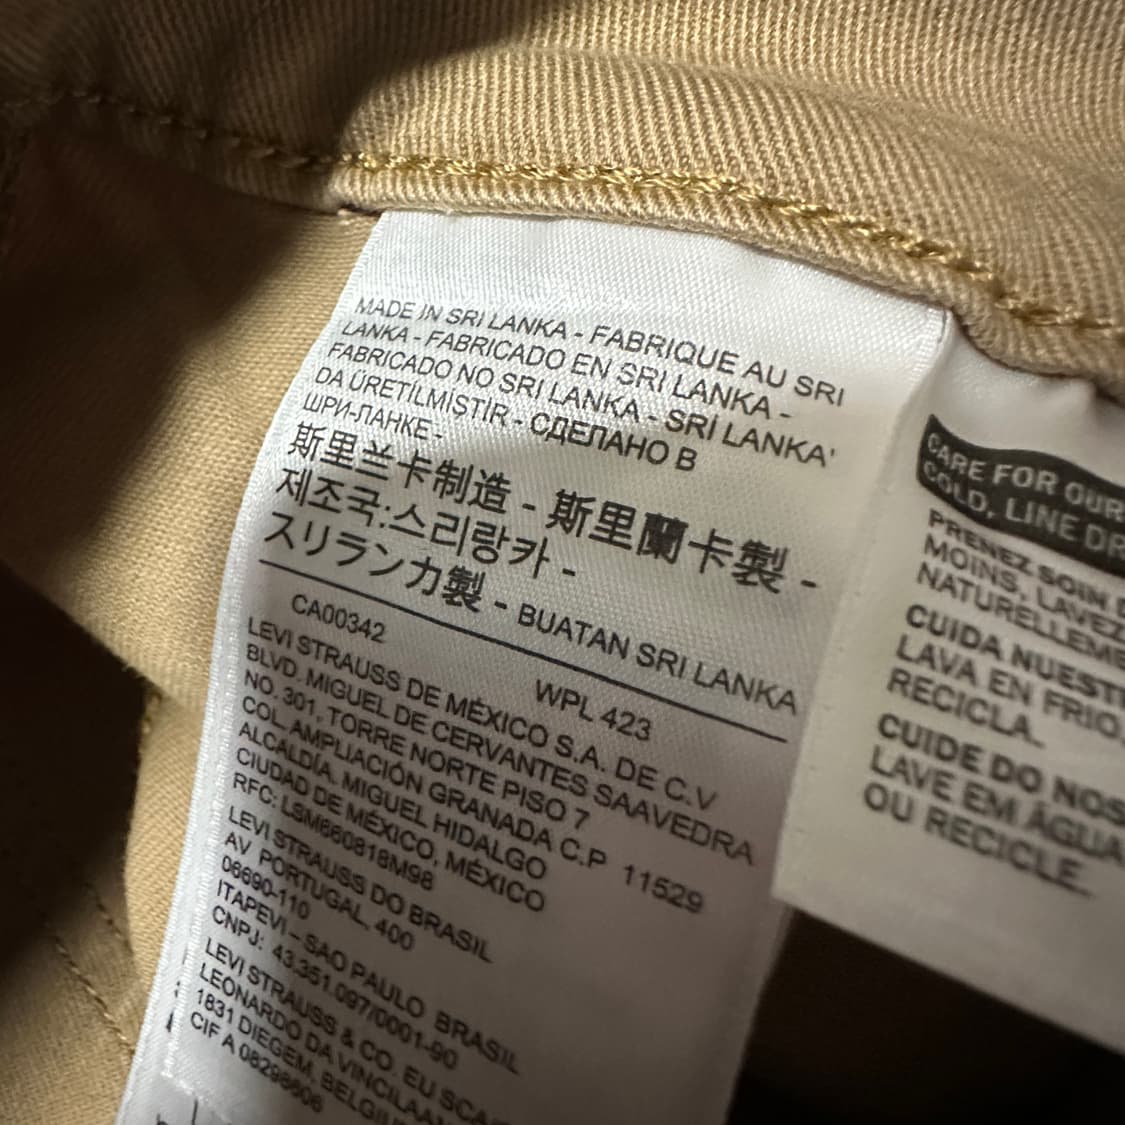 MADE IN SRI LANKA - FABRIQUE AU SRI
LANKA - FABRICADO EN SRI LANKA -
FABRICADO NO SRI LANKA - SRİ LANKA'
DA ÜRETİLMİŞTİR - СДЕЛАНО В
ШРИ-ЛАНКЕ -
斯里兰卡制造 - 斯里蘭卡製 -
제조국:스리랑카 -
スリランカ製 - BUATAN SRI LANKA
CA00342 WPL 423
LEVI STRAUSS DE MÉXICO S.A. DE C.V
BLVD. MIGUEL DE CERVANTES SAAVEDRA
NO. 301, TORRE NORTE PISO 7
COL. AMPLIACIÓN GRANADA C.P 11529
ALCALDÍA. MIGUEL HIDALGO
CIUDAD DE MÉXICO, MÉXICO
RFC: LSM860818M98
LEVI STRAUSS DO BRASIL
AV. PORTUGAL, 400
06690-110
ITAPEVI – SAO PAULO BRASIL
CNPJ: 43.351.097/0001-90
LEVI STRAUSS & CO. EU SCA
LEONARDO DA VINCILAAN
1831 DIEGEM, BELGIU
CIF A 08298606
CARE FOR OUR
COLD, LINE DR
PRENEZ SOIN D
MOINS, LAVEZ
NATURELLEME
CUIDA NUEST
LAVA EN FRIO.
RECICLA.
CUIDE DO NOS
LAVE EM ÁGUA
OU RECICLE.